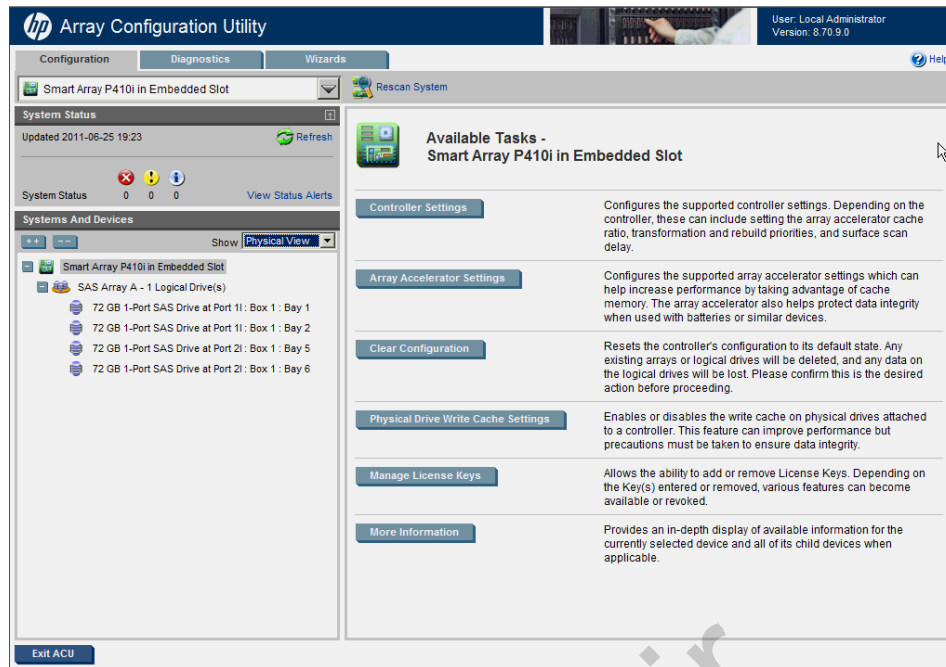 hp Array Configuration Utility
User: Local Administrator
Version: 8.70.9.0
Configuration
Diagnostics
Wizards
Help
Smart Array P410i in Embedded Slot
Rescan System
System Status
Updated 2011-06-25 19:23
Refresh
System Status 0 0 0 View Status Alerts
Systems And Devices
++ -- Show Physical View
Smart Array P410i in Embedded Slot
SAS Array A - 1 Logical Drive(s)
72 GB 1-Port SAS Drive at Port 1I : Box 1 : Bay 1
72 GB 1-Port SAS Drive at Port 1I : Box 1 : Bay 2
72 GB 1-Port SAS Drive at Port 2I : Box 1 : Bay 5
72 GB 1-Port SAS Drive at Port 2I : Box 1 : Bay 6
Available Tasks -
Smart Array P410i in Embedded Slot
Controller Settings
Configures the supported controller settings. Depending on the
controller, these can include setting the array accelerator cache
ratio, transformation and rebuild priorities, and surface scan
delay.
Array Accelerator Settings
Configures the supported array accelerator settings which can
help increase performance by taking advantage of cache
memory. The array accelerator also helps protect data integrity
when used with batteries or similar devices.
Clear Configuration
Resets the controller's configuration to its default state. Any
existing arrays or logical drives will be deleted, and any data on
the logical drives will be lost. Please confirm this is the desired
action before proceeding.
Physical Drive Write Cache Settings
Enables or disables the write cache on physical drives attached
to a controller. This feature can improve performance but
precautions must be taken to ensure data integrity.
Manage License Keys
Allows the ability to add or remove License Keys. Depending on
the Key(s) entered or removed, various features can become
available or revoked.
More Information
Provides an in-depth display of available information for the
currently selected device and all of its child devices when
applicable.
Exit ACU